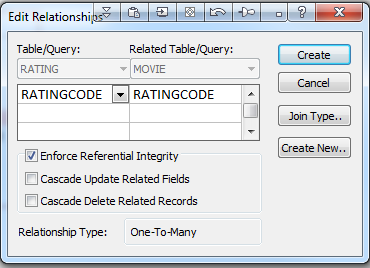 Edit Relationships
Table/Query: Related Table/Query:
RATING MOVIE
RATINGCODE RATINGCODE
Enforce Referential Integrity
Cascade Update Related Fields
Cascade Delete Related Records
Relationship Type: One-To-Many
Create
Cancel
Join Type..
Create New..